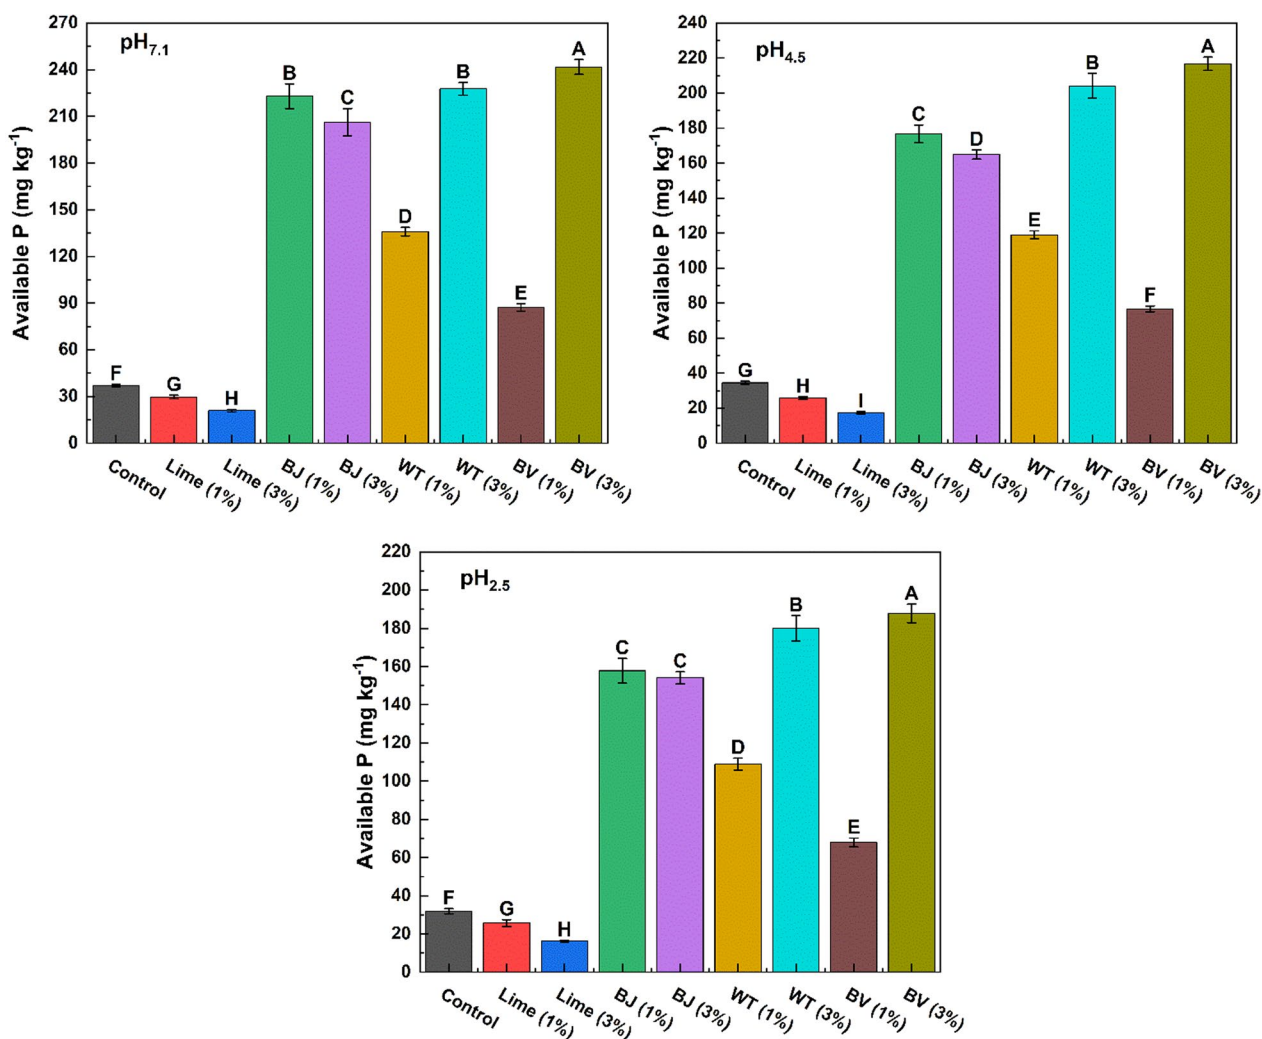 pH7.1
Available P (mg kg-1)
270
240
210
180
150
120
90
60
30
0
F
G
H
B
C
D
B
E
A
Control
Lime (1%)
Lime (3%)
BJ (1%)
BJ (3%)
WT (1%)
WT (3%)
BV (1%)
BV (3%)
pH4.5
Available P (mg kg-1)
240
220
200
180
160
140
120
100
80
60
40
20
0
G
H
I
C
D
E
B
F
A
Control
Lime (1%)
Lime (3%)
BJ (1%)
BJ (3%)
WT (1%)
WT (3%)
BV (1%)
BV (3%)
pH2.5
Available P (mg kg-1)
220
200
180
160
140
120
100
80
60
40
20
0
F
G
H
C
C
D
B
E
A
Control
Lime (1%)
Lime (3%)
BJ (1%)
BJ (3%)
WT (1%)
WT (3%)
BV (1%)
BV (3%)